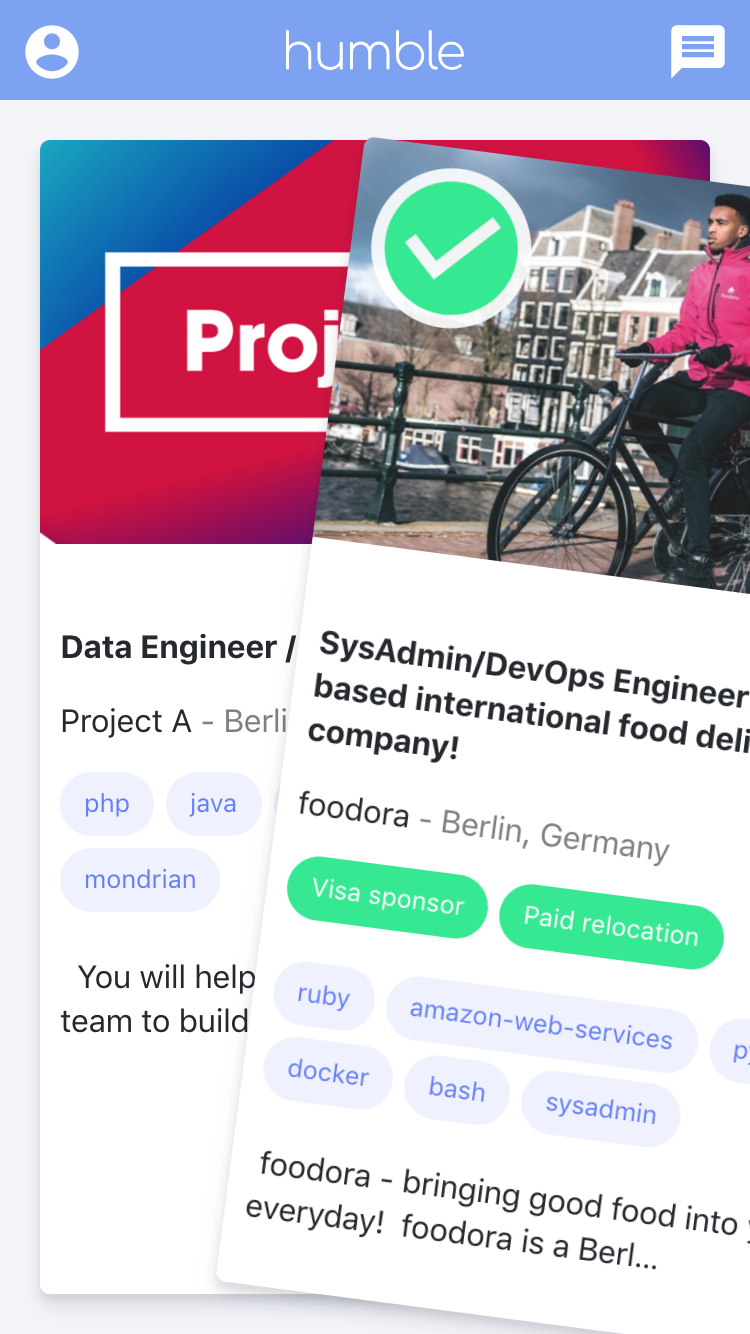 humble
Proj
Data Engineer /
Project A - Berli
php
java
mondrian
You will help
team to build
SysAdmin/DevOps Engineer
based international food deli
company!
foodora - Berlin, Germany
Visa sponsor
Paid relocation
ruby
amazon-web-services
docker
bash
sysadmin
foodora - bringing good food into
everyday!  foodora is a Berl...